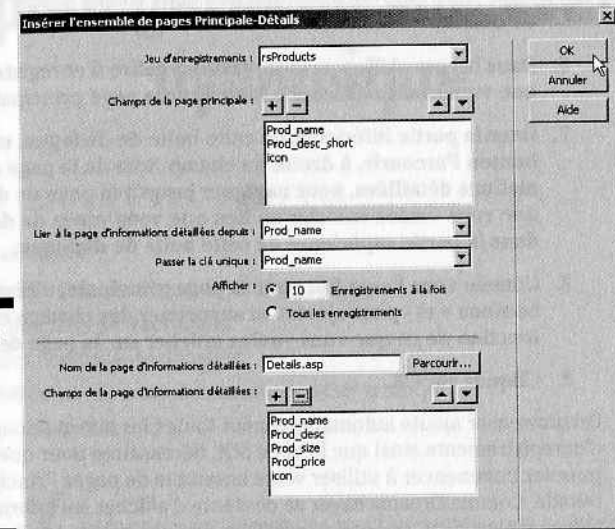 Insérer l'ensemble de pages Principale-Détails
Jeu d'enregistrements : rsProducts
OK
Annuler
Aide
Champs de la page principale :
Prod_name
Prod_desc_short
icon
Lier à la page d'informations détaillées depuis : Prod_name
Passer la clé unique : Prod_name
Afficher : 10 Enregistrements à la fois
Tous les enregistrements
Nom de la page d'informations détaillées : Details.asp Parcourir...
Champs de la page d'informations détaillées :
Prod_name
Prod_desc
Prod_size
Prod_price
icon